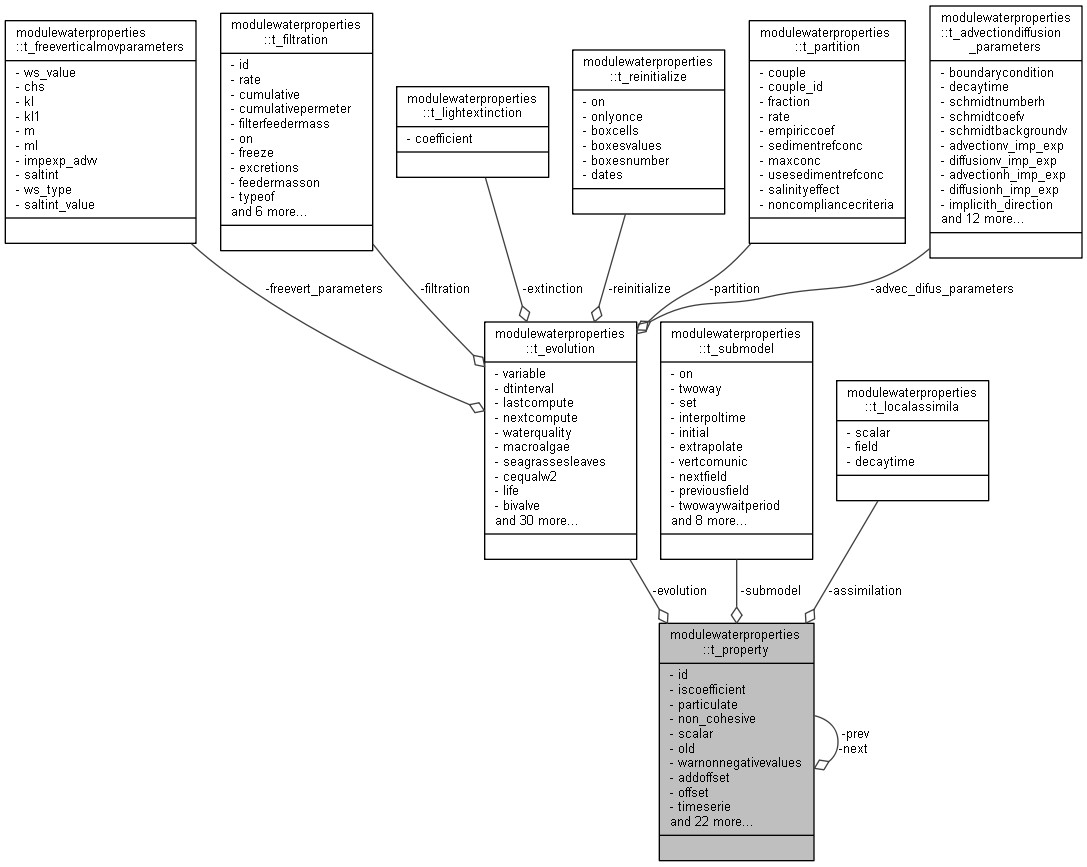 modulewaterproperties
::t_freeverticalmovparameters
- ws_value
- chs
- kl
- kl1
- m
- ml
- impexp_advv
- saltint
- ws_type
- saltint_value
modulewaterproperties
::t_filtration
- id
- rate
- cumulative
- cumulativepermeter
- filterfeedermass
- on
- freeze
- excretions
- feedermasson
- typeof
and 6 more...
modulewaterproperties
::t_lightextinction
- coefficient
modulewaterproperties
::t_reinitialize
- on
- onlyonce
- boxcells
- boxesvalues
- boxesnumber
- dates
modulewaterproperties
::t_partition
- couple
- couple_id
- fraction
- rate
- empiriccoef
- sedimentrefconc
- maxconc
- usesedimentrefconc
- salinityeffect
- noncompliancecriteria
modulewaterproperties
::t_advectiondiffusion
_parameters
- boundarycondition
- decaytime
- schmidtnumberh
- schmidtcoefv
- schmidtbackgroundv
- advectionv_imp_exp
- diffusionv_imp_exp
- advectionh_imp_exp
- diffusionh_imp_exp
- implicith_direction
and 12 more...
-freevert_parameters
-filtration
-extinction
-reinitialize
-partition
-advec_difus_parameters
modulewaterproperties
::t_evolution
- variable
- dtinterval
- lastcompute
- nextcompute
- waterquality
- macroalgae
- seagrassesleaves
- cequalw2
- life
- bivalve
and 30 more...
modulewaterproperties
::t_submodel
- on
- twoway
- set
- interpoltime
- initial
- extrapolate
- vertcomunic
- nextfield
- previousfield
- twowaywaitperiod
and 8 more...
modulewaterproperties
::t_localassimila
- scalar
- field
- decaytime
-evolution
-submodel
-assimilation
modulewaterproperties
::t_property
- id
- iscoefficient
- particulate
- non_cohesive
- scalar
- old
- warnonnegativevalues
- addoffset
- offset
- timeserie
and 22 more...
-prev
-next